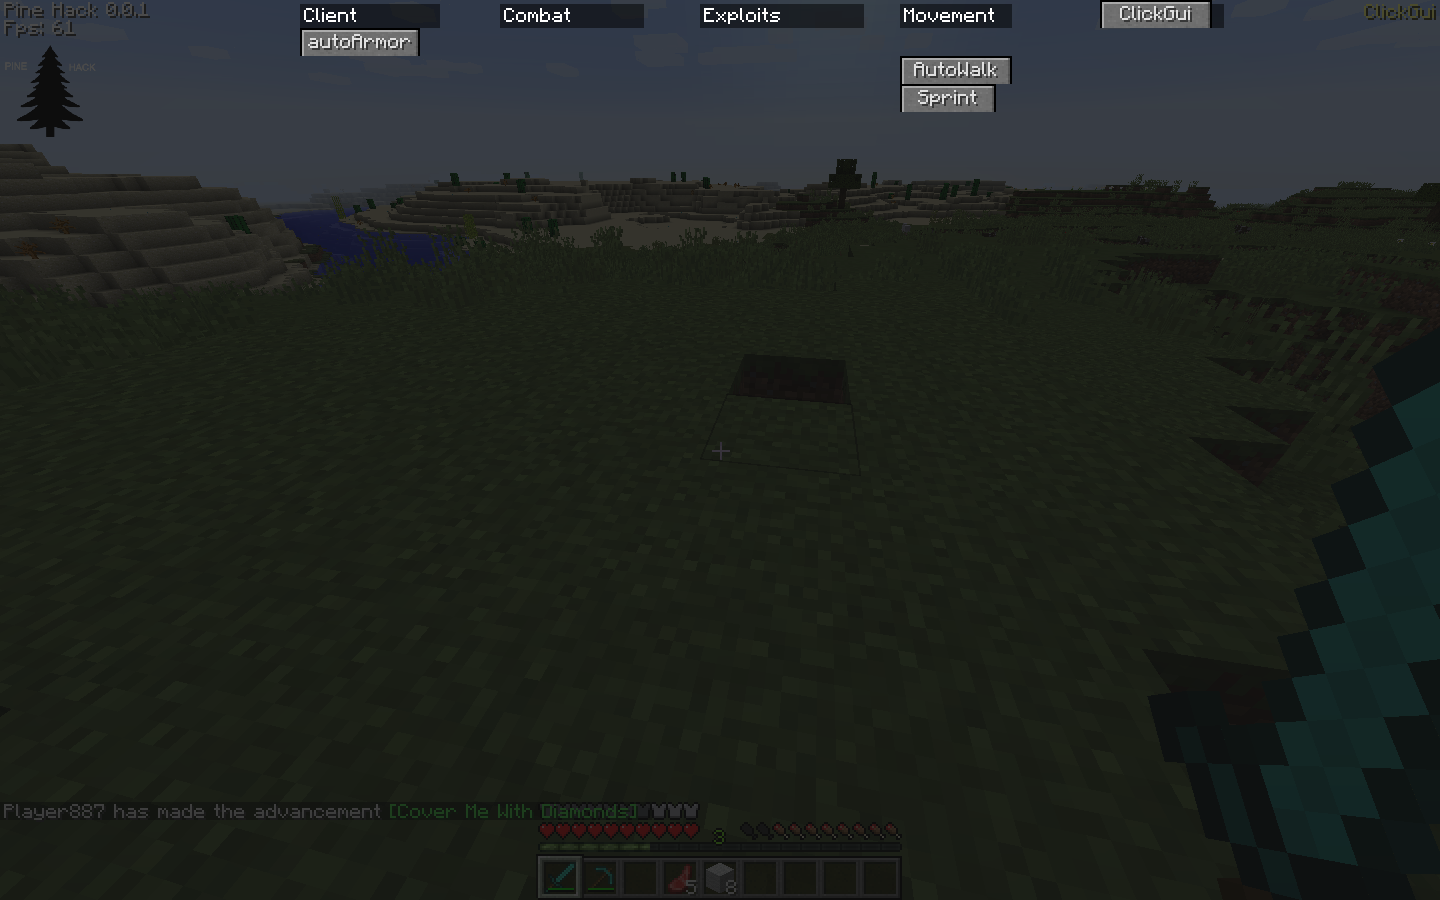 Pine Hack 0.0.1
Fps: 61
PINE HACK
Client
autoArmor
Combat
Exploits
Movement
AutoWalk
Sprint
ClickGui
ClickGui
Player887 has made the advancement [Cover Me With Diamonds]
8
5
8